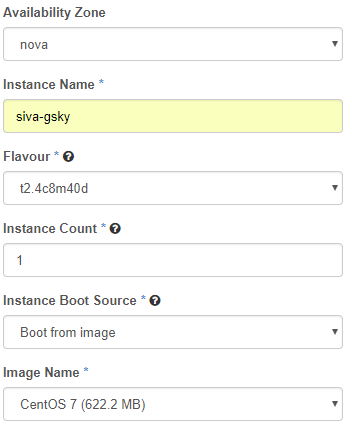 Availability Zone
nova
Instance Name *
siva-gsky
Flavour * ?
t2.4c8m40d
Instance Count * ?
1
Instance Boot Source * ?
Boot from image
Image Name *
CentOS 7 (622.2 MB)